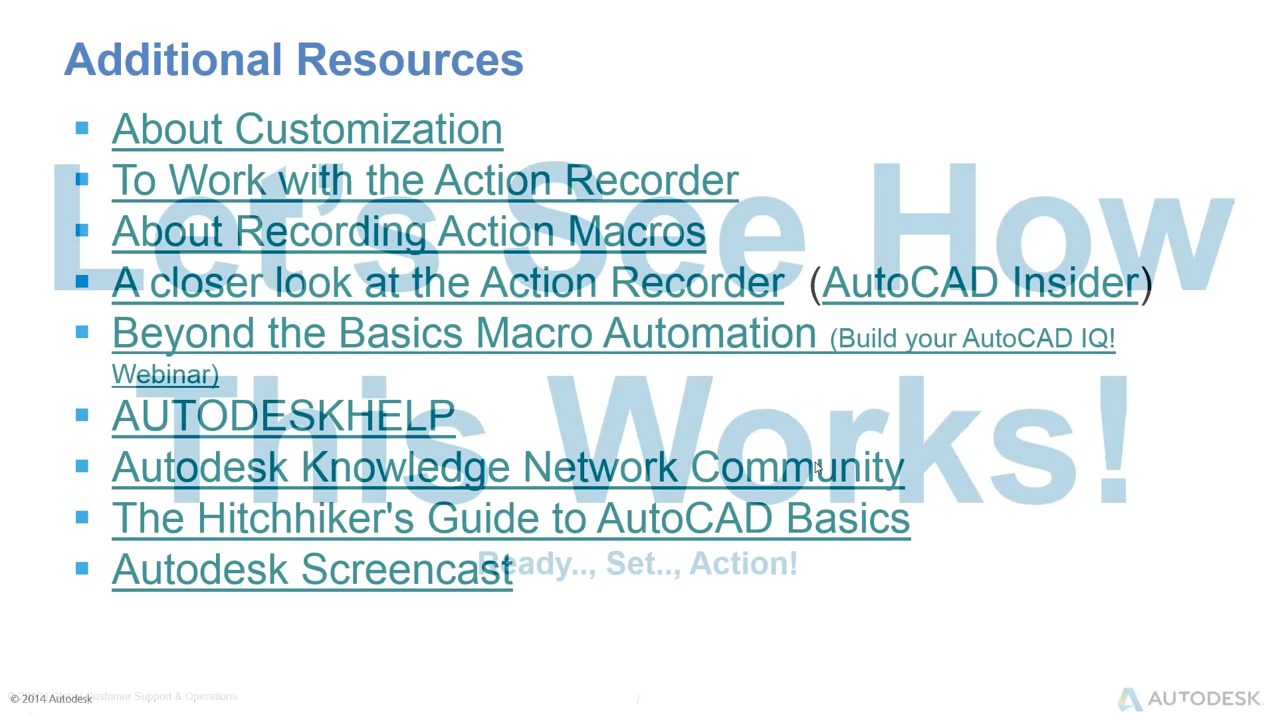 Additional Resources
About Customization
To Work with the Action Recorder
About Recording Action Macros
A closer look at the Action Recorder (AutoCAD Insider)
Beyond the Basics Macro Automation (Build your AutoCAD IQ!
Webinar)
AUTODESKHELP
Autodesk Knowledge Network Community
The Hitchhiker's Guide to AutoCAD Basics
Autodesk Screencast
Let's See How
This Works!
Ready.., Set.., Action!
© 2014 Autodesk
Customer Support & Operations
AUTODESK